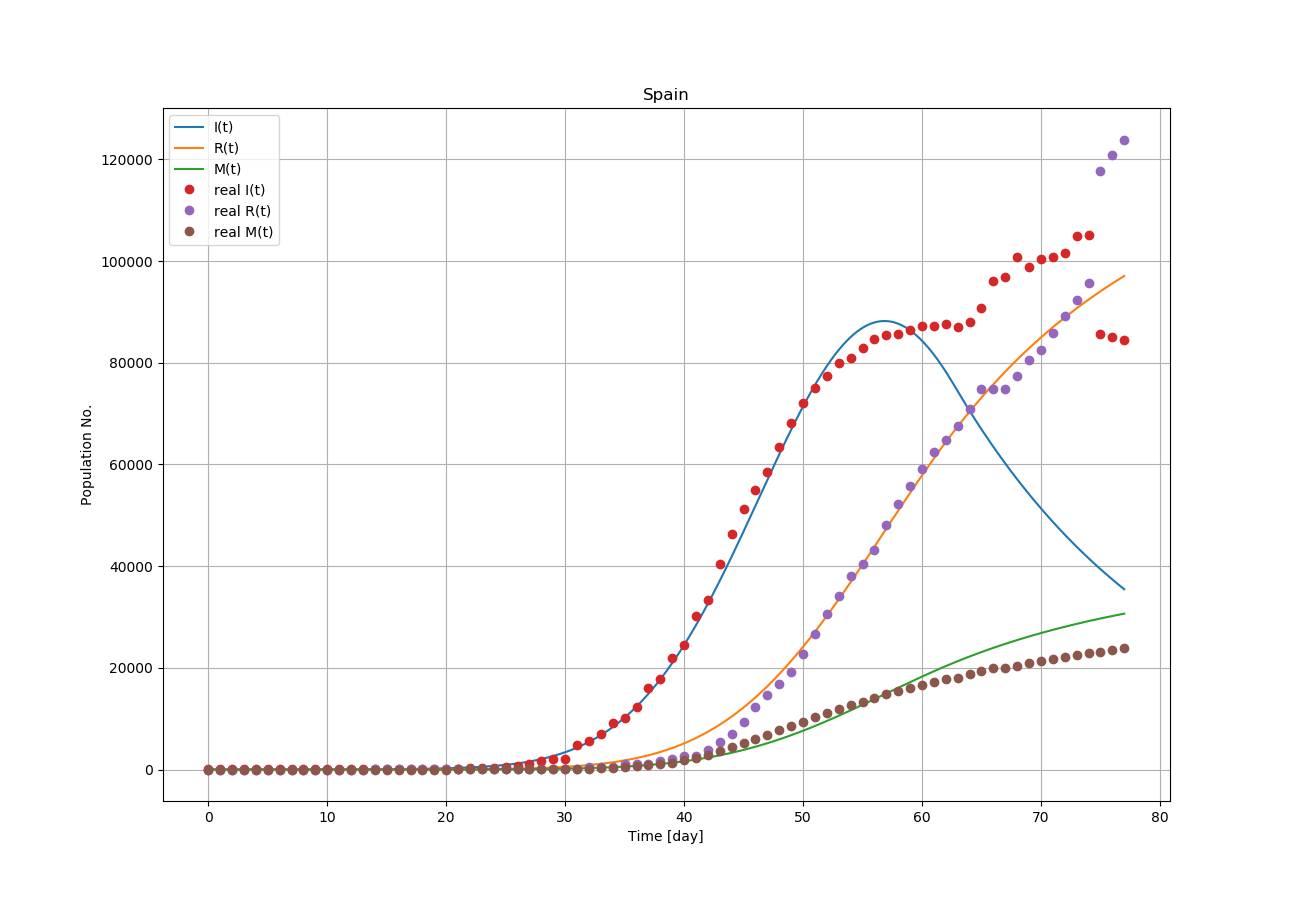 Spain
I(t)
R(t)
M(t)
real I(t)
real R(t)
real M(t)
120000
100000
80000
60000
40000
20000
0
Population No.
0 10 20 30 40 50 60 70 80
Time [day]